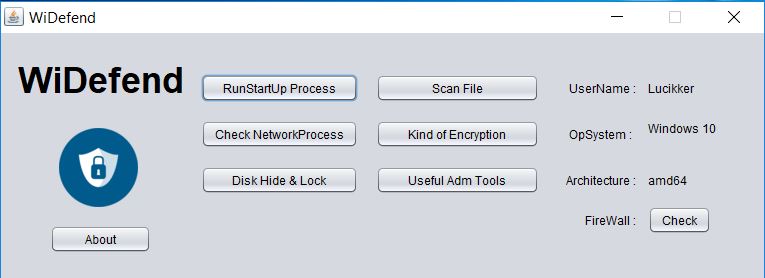 WiDefend
WiDefend
RunStartUp Process
Scan File
UserName : Lucikker
Check NetworkProcess
Kind of Encryption
OpSystem : Windows 10
Disk Hide & Lock
Useful Adm Tools
Architecture : amd64
FireWall : Check
About